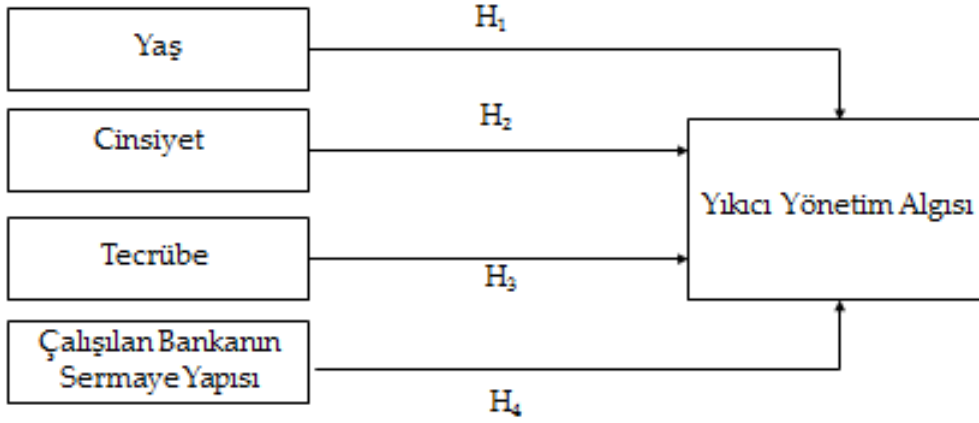 Yaş
H₁
Cinsiyet
H₂
Tecrübe
H₃
Çalışılan Bankanın
Sermaye Yapısı
H₄
Yıkıcı Yönetim Algısı